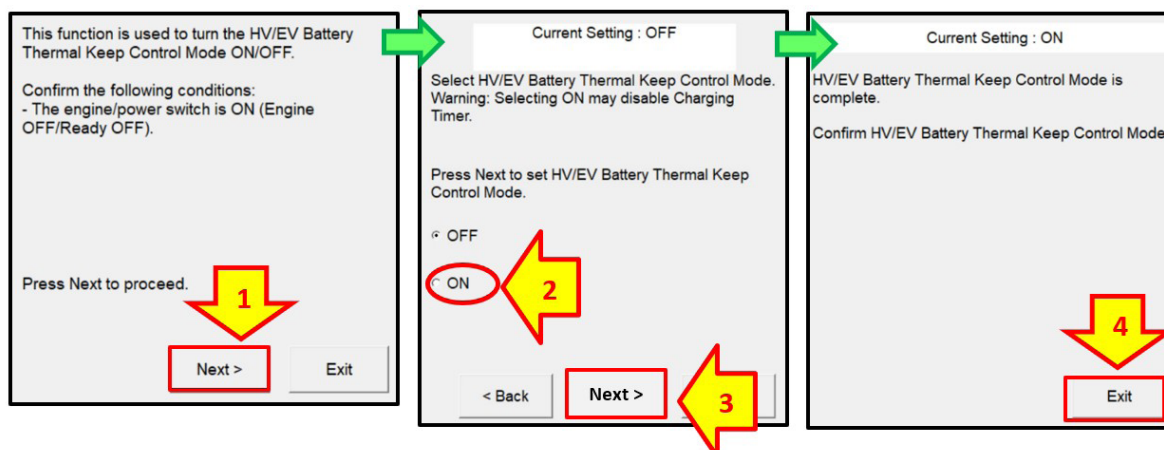 This function is used to turn the HV/EV Battery
Thermal Keep Control Mode ON/OFF.
Confirm the following conditions:
- The engine/power switch is ON (Engine
OFF/Ready OFF).
Press Next to proceed.
1
Next >
Exit
Current Setting : OFF
Select HV/EV Battery Thermal Keep Control Mode.
Warning: Selecting ON may disable Charging
Timer.
Press Next to set HV/EV Battery Thermal Keep
Control Mode.
OFF
ON
2
< Back
Next >
3
Current Setting : ON
HV/EV Battery Thermal Keep Control Mode is
complete.
Confirm HV/EV Battery Thermal Keep Control Mode
4
Exit